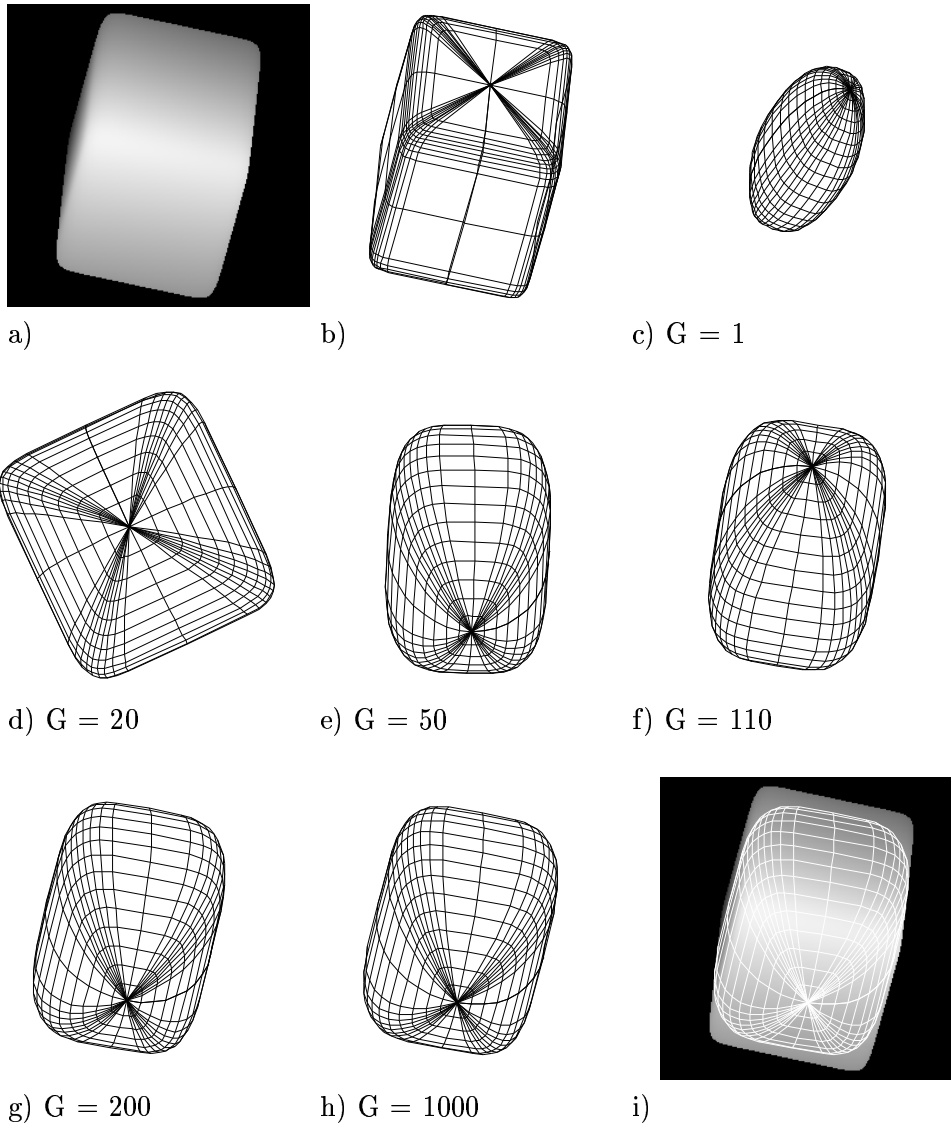 a) b) c) G = 1
d) G = 20 e) G = 50 f) G = 110
g) G = 200 h) G = 1000 i)